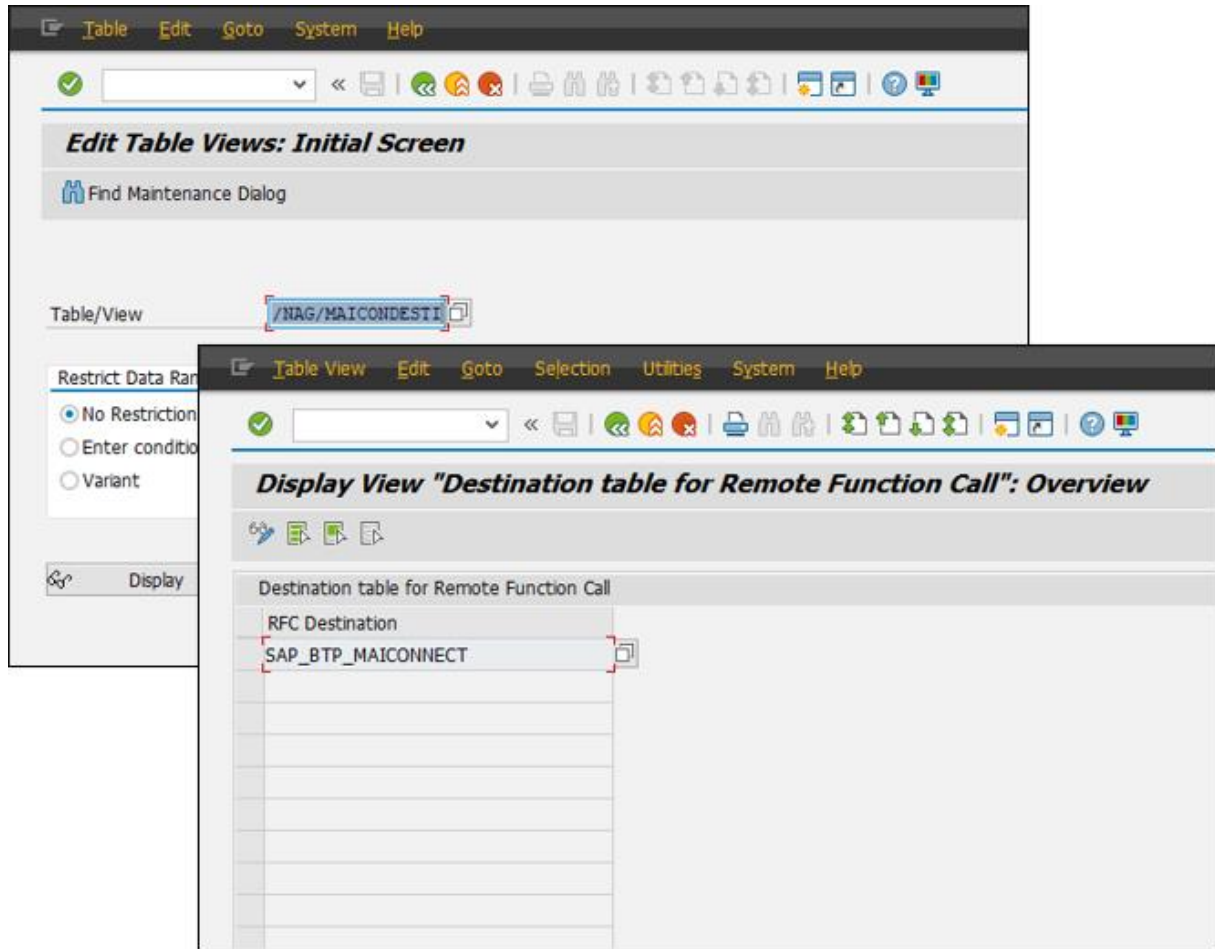 Table Edit Goto System Help
Edit Table Views: Initial Screen
Find Maintenance Dialog
Table/View /NAG/MAICONDESTI
Restrict Data Ran
No Restriction
Enter conditio
Variant
Display
Table View Edit Goto Selection Utilities System Help
Display View "Destination table for Remote Function Call": Overview
Destination table for Remote Function Call
RFC Destination
SAP_BTP_MAICONNECT